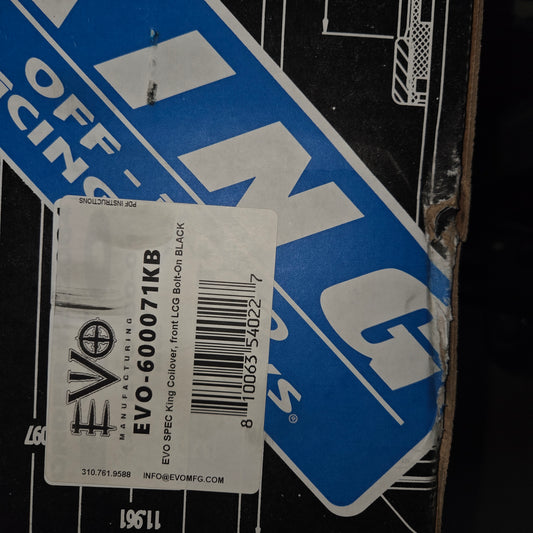 ING
OFF -
CING
S®
PDF INSTRUCTIONS
EVO
MANUFACTURING
EVO-600071KB
EVO SPEC King Coilover, front LCG Bolt-On BLACK
8 10063 54022 7
310.761.9588
INFO@EVOMFG.COM
.097
11.961